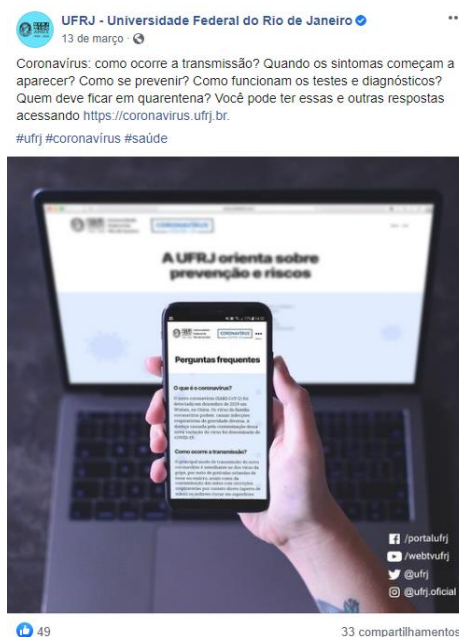 UFRJ - Universidade Federal do Rio de Janeiro
13 de março
Coronavírus: como ocorre a transmissão? Quando os sintomas começam a
aparecer? Como se prevenir? Como funcionam os testes e diagnósticos?
Quem deve ficar em quarentena? Você pode ter essas e outras respostas
acessando https://coronavirus.ufrj.br.
#ufrj #coronavírus #saúde
CORONAVÍRUS
A UFRJ orienta sobre
prevenção e riscos
CORONAVÍRUS
Perguntas frequentes
O que é o coronavírus?
Como ocorre a transmissão?
/portalufrj
/webtvufrj
@ufrj
@ufrj.oficial
49
33 compartilhamentos